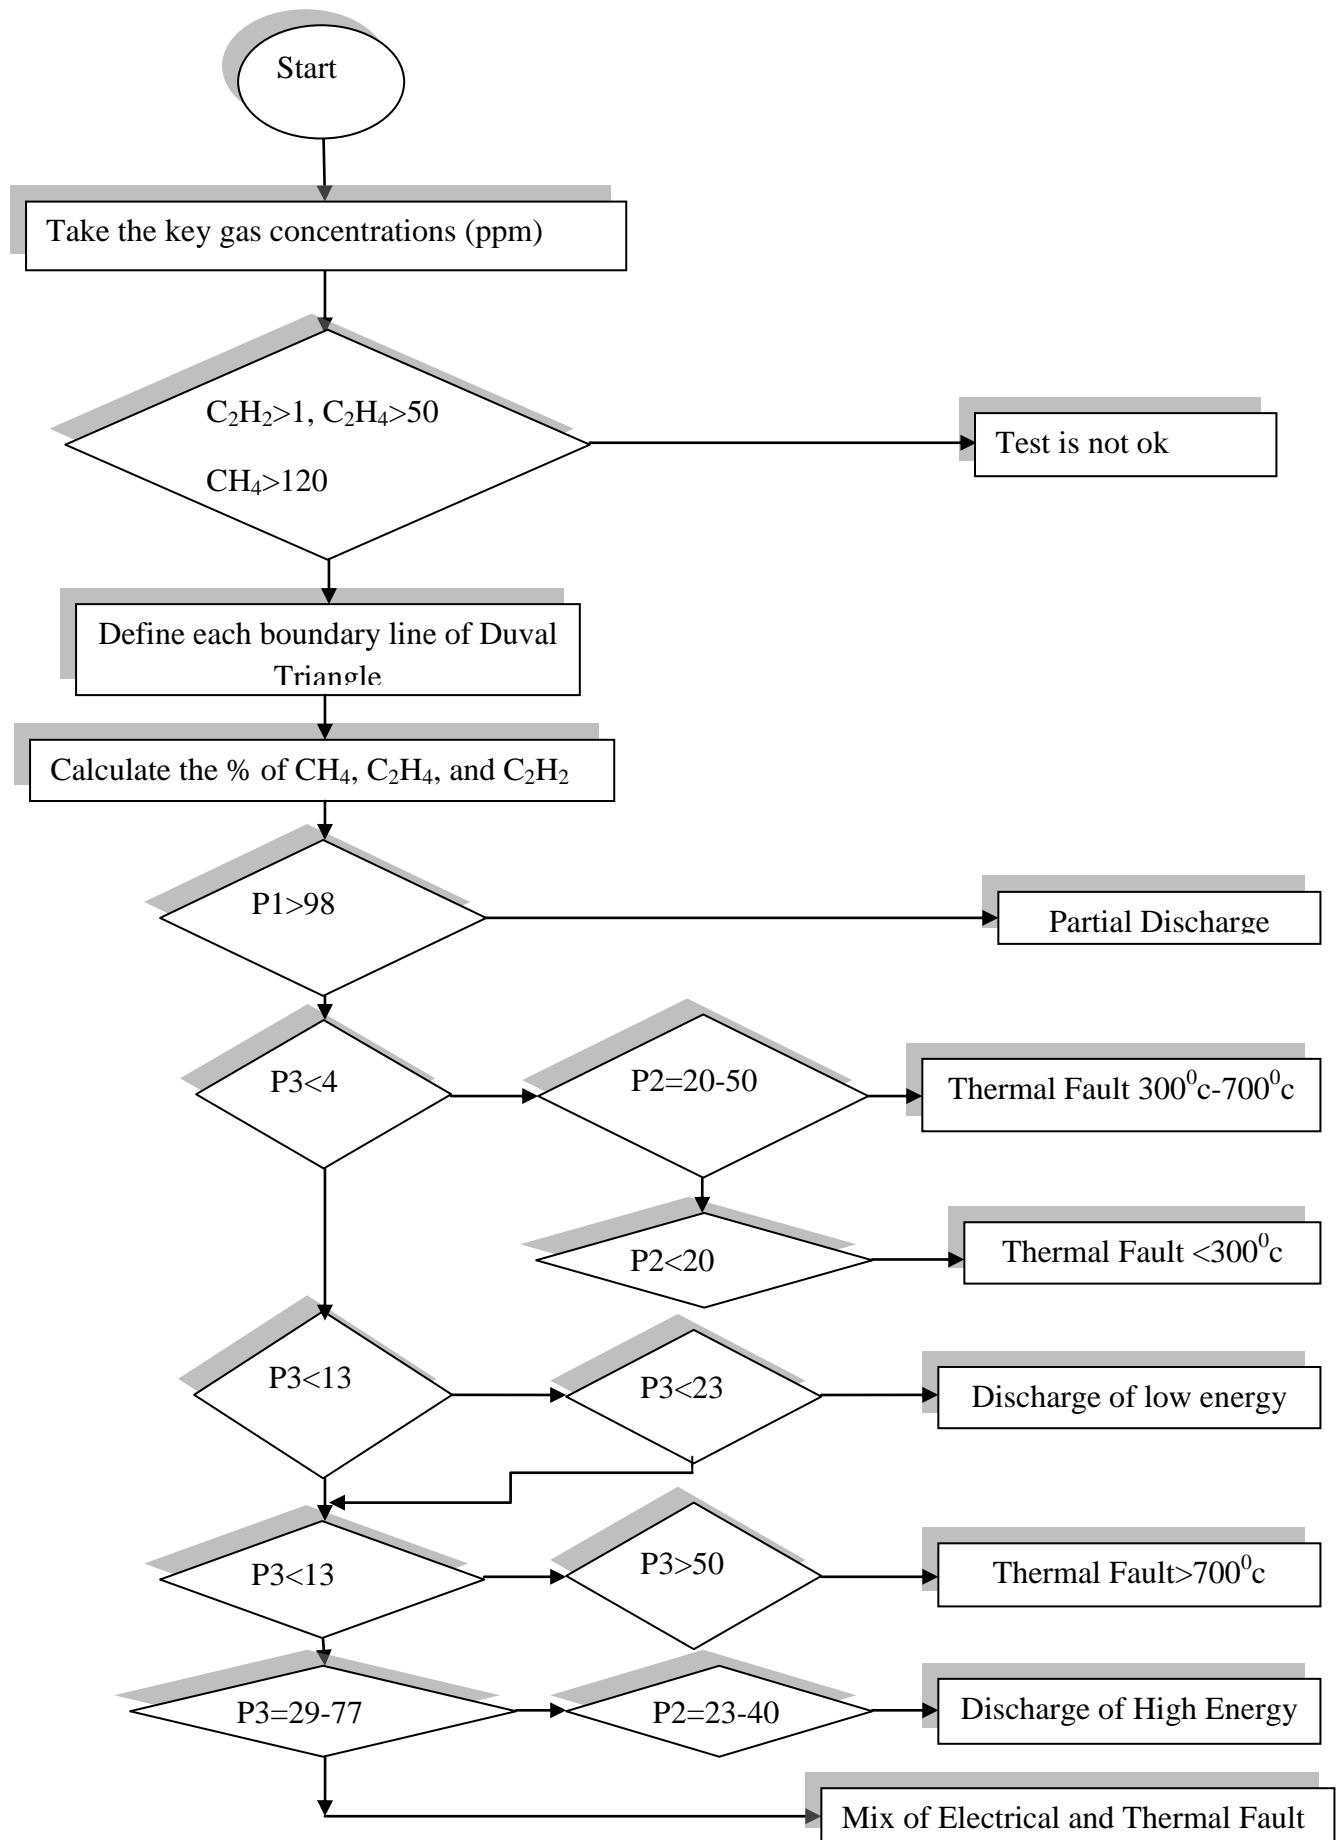 Start
Take the key gas concentrations (ppm)
C₂H₂>1, C₂H₄>50
CH₄>120
Test is not ok
Define each boundary line of Duval
Triangle
Calculate the % of CH₄, C₂H₄, and C₂H₂
P1>98
Partial Discharge
P3<4
P2=20-50
Thermal Fault 300⁰c-700⁰c
P2<20
Thermal Fault <300⁰c
P3<13
P3<23
Discharge of low energy
P3<13
P3>50
Thermal Fault>700⁰c
P3=29-77
P2=23-40
Discharge of High Energy
Mix of Electrical and Thermal Fault